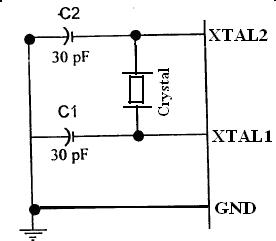 C2
XTAL2
30 pF
Crystal
C1
XTAL1
30 pF
GND